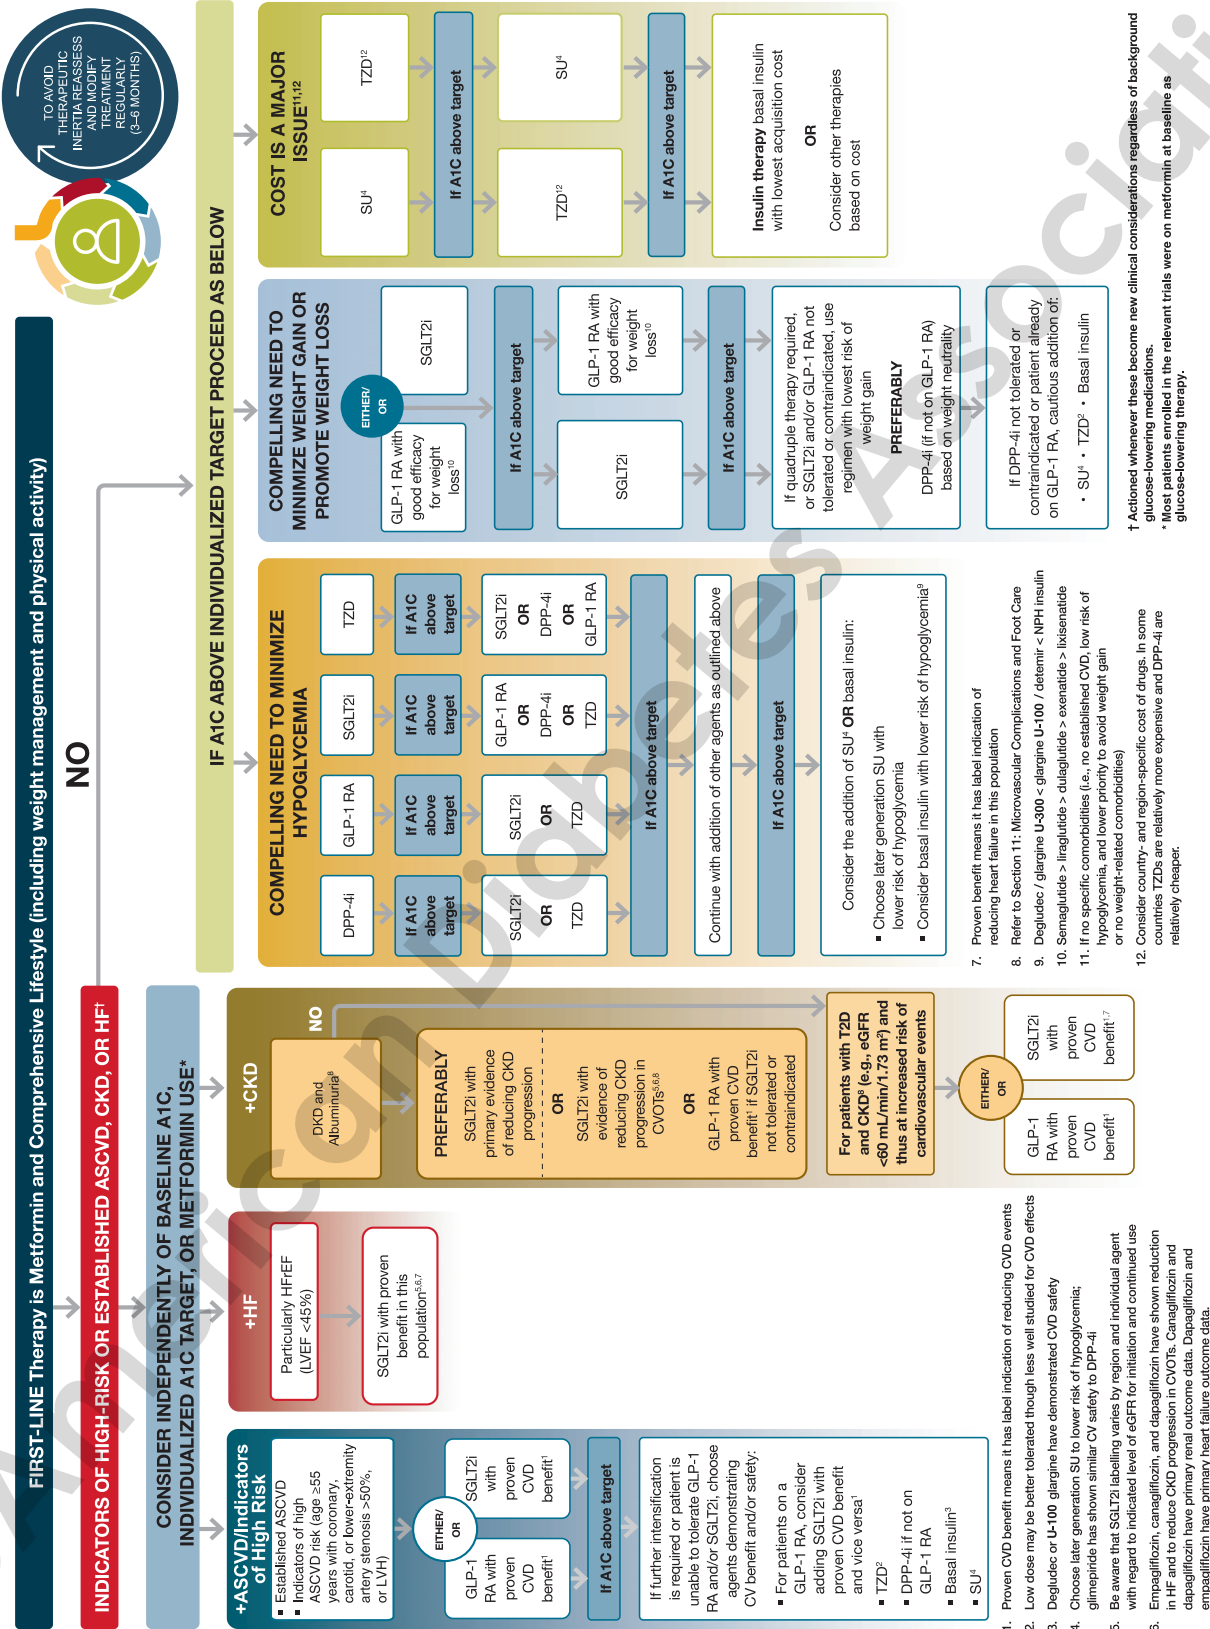 FIRST-LINE Therapy is Metformin and Comprehensive Lifestyle (including weight management and physical activity)
TO AVOID
THERAPEUTIC
INERTIA REASSESS
AND MODIFY
TREATMENT
REGULARLY
(3–6 MONTHS)
INDICATORS OF HIGH-RISK OR ESTABLISHED ASCVD, CKD, OR HF†
NO
CONSIDER INDEPENDENTLY OF BASELINE A1C,
INDIVIDUALIZED A1C TARGET, OR METFORMIN USE*
IF A1C ABOVE INDIVIDUALIZED TARGET PROCEED AS BELOW
+ASCVD/Indicators
of High Risk
▪ Established ASCVD
▪ Indicators of high
ASCVD risk (age ≥55
years with coronary,
carotid, or lower-extremity
artery stenosis >50%,
or LVH)
EITHER/
OR
GLP-1
RA with
proven
CVD
benefit1
SGLT2i
with
proven
CVD
benefit1
If A1C above target
If further intensification
is required or patient is
unable to tolerate GLP-1
RA and/or SGLT2i, choose
agents demonstrating
CV benefit and/or safety:
▪ For patients on a
GLP-1 RA, consider
adding SGLT2i with
proven CVD benefit
and vice versa1
▪ TZD2
▪ DPP-4i if not on
GLP-1 RA
▪ Basal insulin3
▪ SU4
+HF
Particularly HFrEF
(LVEF <45%)
SGLT2i with proven
benefit in this
population5,6,7
+CKD
DKD and
Albuminuria8
NO
PREFERABLY
SGLT2i with
primary evidence
of reducing CKD
progression
OR
SGLT2i with
evidence of
reducing CKD
progression in
CVOTs5,6,8
OR
GLP-1 RA with
proven CVD
benefit1 if SGLT2i
not tolerated or
contraindicated
For patients with T2D
and CKD8 (e.g., eGFR
<60 mL/min/1.73 m2) and
thus at increased risk of
cardiovascular events
EITHER/
OR
GLP-1
RA with
proven
CVD
benefit1
SGLT2i
with
proven
CVD
benefit1,7
COMPELLING NEED TO MINIMIZE
HYPOGLYCEMIA
DPP-4i
GLP-1 RA
SGLT2i
TZD
If A1C
above
target
If A1C
above
target
If A1C
above
target
If A1C
above
target
SGLT2i
OR
TZD
SGLT2i
OR
TZD
GLP-1 RA
OR
DPP-4i
OR
TZD
SGLT2i
OR
DPP-4i
OR
GLP-1 RA
If A1C above target
Continue with addition of other agents as outlined above
If A1C above target
Consider the addition of SU4 OR basal insulin:
▪ Choose later generation SU with
lower risk of hypoglycemia
▪ Consider basal insulin with lower risk of hypoglycemia9
COMPELLING NEED TO
MINIMIZE WEIGHT GAIN OR
PROMOTE WEIGHT LOSS
EITHER/
OR
GLP-1 RA with
good efficacy
for weight
loss10
SGLT2i
If A1C above target
SGLT2i
GLP-1 RA with
good efficacy
for weight
loss10
If A1C above target
If quadruple therapy required,
or SGLT2i and/or GLP-1 RA not
tolerated or contraindicated, use
regimen with lowest risk of
weight gain
PREFERABLY
DPP-4i (if not on GLP-1 RA)
based on weight neutrality
If DPP-4i not tolerated or
contraindicated or patient already
on GLP-1 RA, cautious addition of:
• SU4 • TZD2 • Basal insulin
COST IS A MAJOR
ISSUE11,12
SU4
TZD12
If A1C above target
TZD12
SU4
If A1C above target
Insulin therapy basal insulin
with lowest acquisition cost
OR
Consider other therapies
based on cost
1. Proven CVD benefit means it has label indication of reducing CVD events
2. Low dose may be better tolerated though less well studied for CVD effects
3. Degludec or U-100 glargine have demonstrated CVD safety
4. Choose later generation SU to lower risk of hypoglycemia;
glimepiride has shown similar CV safety to DPP-4i
5. Be aware that SGLT2i labelling varies by region and individual agent
with regard to indicated level of eGFR for initiation and continued use
6. Empagliflozin, canagliflozin, and dapagliflozin have shown reduction
in HF and to reduce CKD progression in CVOTs. Canagliflozin and
dapagliflozin have primary renal outcome data. Dapagliflozin and
empagliflozin have primary heart failure outcome data.
7. Proven benefit means it has label indication of
reducing heart failure in this population
8. Refer to Section 11: Microvascular Complications and Foot Care
9. Degludec / glargine U-300 < glargine U-100 / detemir < NPH insulin
10. Semaglutide > liraglutide > dulaglutide > exenatide > lixisenatide
11. If no specific comorbidities (i.e., no established CVD, low risk of
hypoglycemia, and lower priority to avoid weight gain
or no weight-related comorbidities)
12. Consider country- and region-specific cost of drugs. In some
countries TZDs are relatively more expensive and DPP-4i are
relatively cheaper.
† Actioned whenever these become new clinical considerations regardless of background
glucose-lowering medications.
* Most patients enrolled in the relevant trials were on metformin at baseline as
glucose-lowering therapy.
American Diabetes Associati